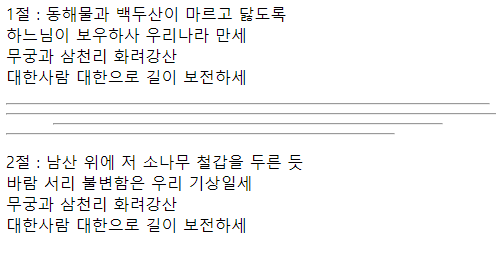 1절 : 동해물과 백두산이 마르고 닳도록
하느님이 보우하사 우리나라 만세
무궁과 삼천리 화려강산
대한사람 대한으로 길이 보전하세
2절 : 남산 위에 저 소나무 철갑을 두른 듯
바람 서리 불변함은 우리 기상일세
무궁과 삼천리 화려강산
대한사람 대한으로 길이 보전하세